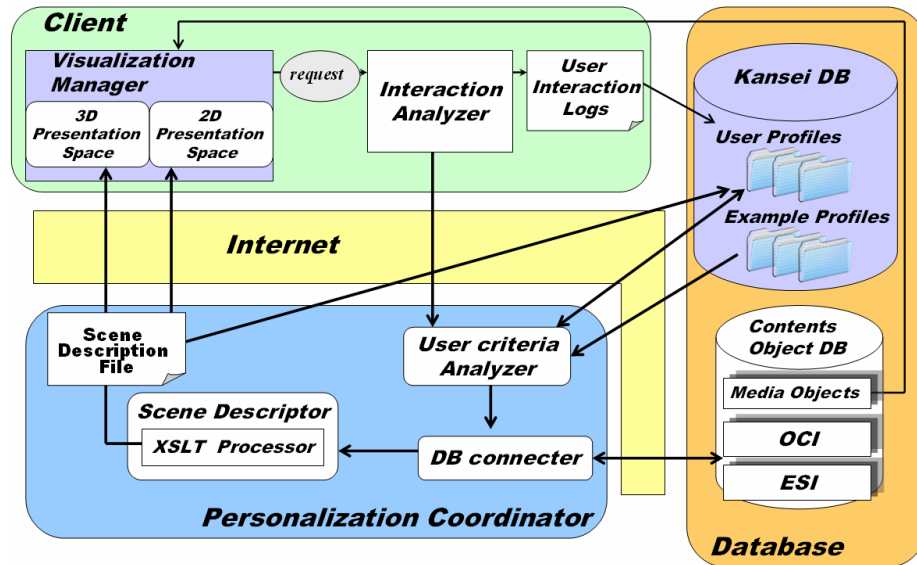 Client
Visualization
Manager
3D
Presentation
Space
2D
Presentation
Space
request
Interaction
Analyzer
User
Interaction
Logs
Kansei DB
User Profiles
Example Profiles
Internet
Scene
Description
File
User criteria
Analyzer
Scene Descriptor
XSLT Processor
DB connecter
Personalization Coordinator
Contents
Object DB
Media Objects
OCI
ESI
Database